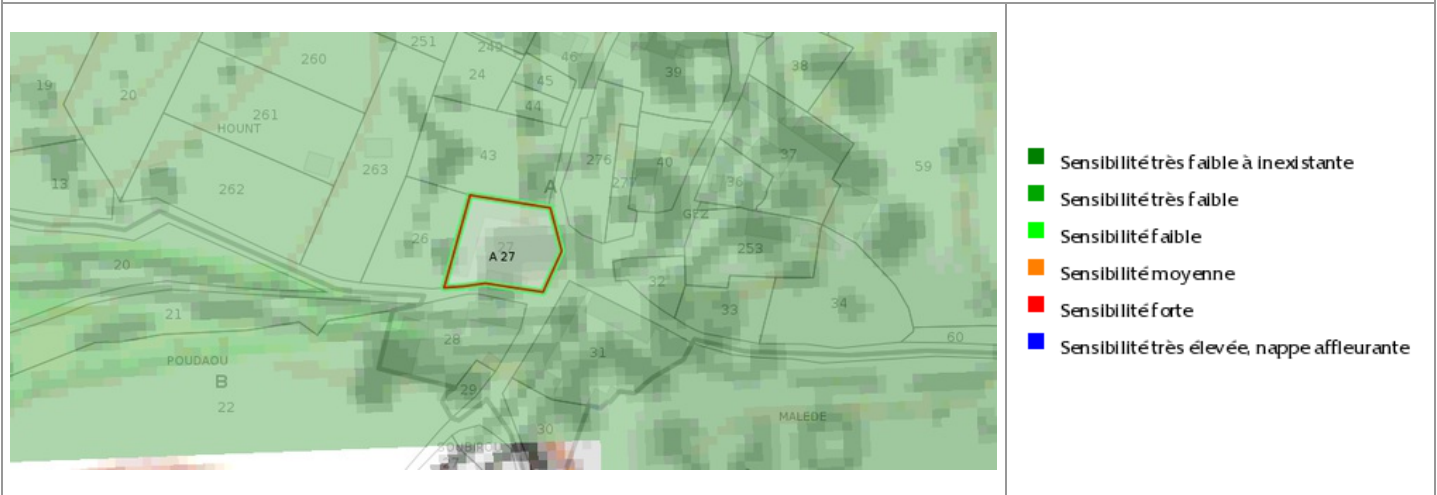 251
249
46
260
24
39
38
19
20
45
44
261
HOUNT
43
276
40
37
59
263
13
262
A
36
GEZ
26
27
A 27
253
20
32
21
28
33
34
31
60
POUDAOU
B
29
22
MALEDE
30
Sensibilité très faible à inexistante
Sensibilité très faible
Sensibilité faible
Sensibilité moyenne
Sensibilité forte
Sensibilité très élevée, nappe affleurante